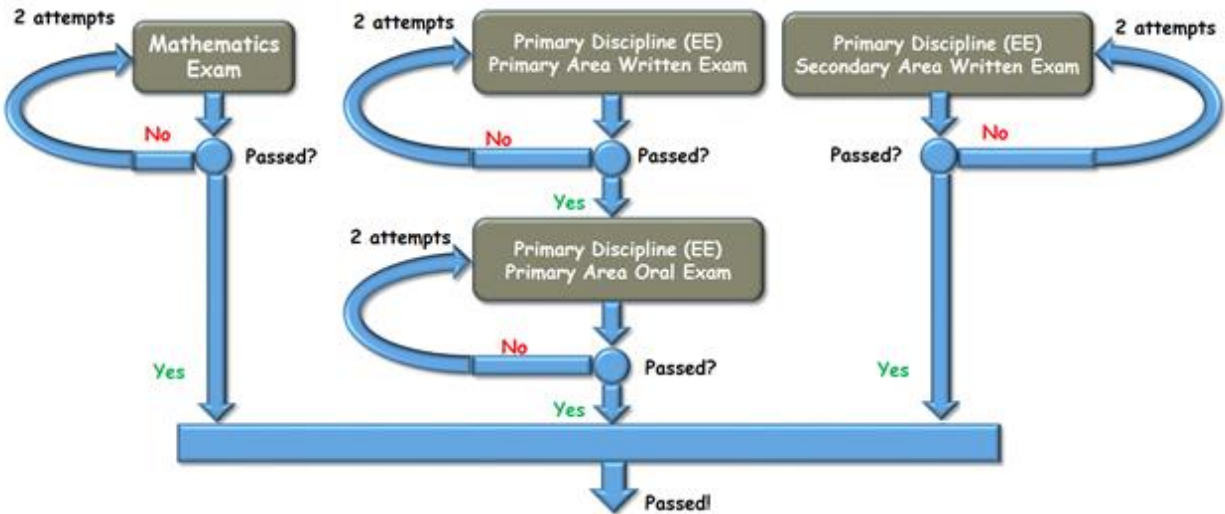 2 attempts
Mathematics
Exam
No
Passed?
Yes
2 attempts
Primary Discipline (EE)
Primary Area Written Exam
No
Passed?
Yes
2 attempts
Primary Discipline (EE)
Primary Area Oral Exam
No
Passed?
Yes
2 attempts
Primary Discipline (EE)
Secondary Area Written Exam
No
Passed?
Yes
Passed!